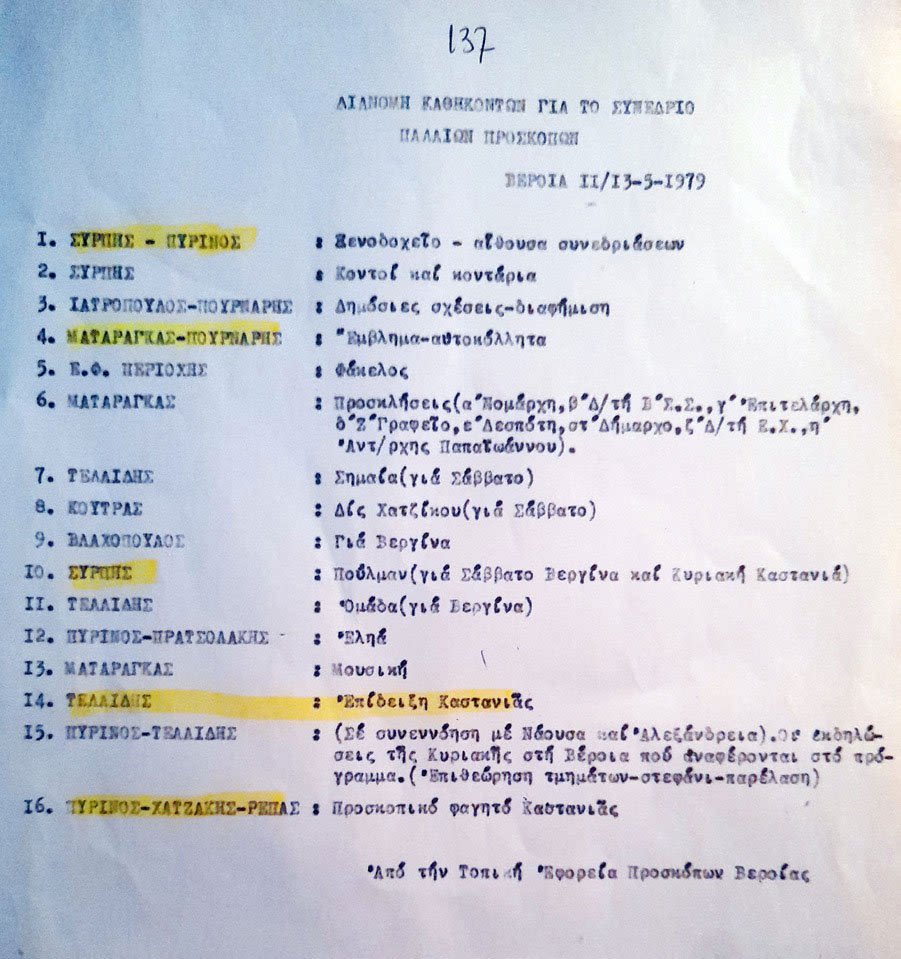 137
ΔΙΑΝΟΜΗ ΚΑΘΗΚΟΝΤΩΝ ΓΙΑ ΤΟ ΣΥΝΕΔΡΙΟ
ΠΑΛΑΙΩΝ ΠΡΟΣΚΟΠΩΝ
ΒΕΡΟΙΑ 11/13-5-1979
1. ΣΥΡΠΗΣ - ΠΥΡΙΝΟΣ : Ξενοδοχεῖο - αἴθουσα συνεδριάσεων
2. ΣΥΡΠΗΣ : Κοντοί καί κοντάρια
3. ΙΑΤΡΟΠΟΥΛΟΣ-ΠΟΥΡΝΑΡΗΣ : Δημόσιες σχέσεις-διαφήμιση
4. ΜΑΤΑΡΑΓΚΑΣ-ΠΟΥΡΝΑΡΗΣ : Ἔμβλημα-αυτοκόλλητα
5. Ε.Φ. ΠΕΡΙΟΧΗΣ : Φάκελος
6. ΜΑΤΑΡΑΓΚΑΣ : Προσκλήσεις(α΄Νομάρχη,β΄Δ/τή Β΄Σ.Σ.,γ΄Ἐπιτελάρχη,
δ΄Ζ΄Γραφεῖο,ε΄Δεσπότη,στ΄Δήμαρχο,ζ΄Δ/τή Ε.Χ.,η΄
Ἀντ/ρχης Παπαϊωάννου).
7. ΤΕΛΛΙΔΗΣ : Σημαία(γιά Σάββατο)
8. ΚΟΥΤΡΑΣ : Δίς Χατζίκου(γιά Σάββατο)
9. ΒΛΑΧΟΠΟΥΛΟΣ : Γιά Βεργίνα
10. ΣΥΡΠΗΣ : Πούλμαν(γιά Σάββατο Βεργίνα καί Κυριακή Καστανιά)
11. ΤΕΛΛΙΔΗΣ : Ὁμάδα(γιά Βεργίνα)
12. ΠΥΡΙΝΟΣ-ΠΡΑΤΣΟΛΑΚΗΣ - : Ἐληά
13. ΜΑΤΑΡΑΓΚΑΣ : Μουσική
14. ΤΕΛΛΙΔΗΣ : Ἐπίδειξη Καστανιᾶς
15. ΠΥΡΙΝΟΣ-ΤΕΛΛΙΔΗΣ : (Σέ συνεννόηση μέ Νάουσα καί Ἀλεξάνδρεια).Οἱ εκδηλώ-
σεις τῆς Κυριακῆς στή Βέροια πού ἀναφέρονται στό πρό-
γραμμα.(Ἐπιθεώρηση τμημάτων-στεφάνι-παρέλαση)
16. ΠΥΡΙΝΟΣ-ΧΑΤΖΑΚΗΣ-ΡΕΠΑΣ : Προσκοπικό φαγητό Καστανιᾶς
Ἀπό τήν Τοπική Ἐφορεία Προσκόπων Βεροίας